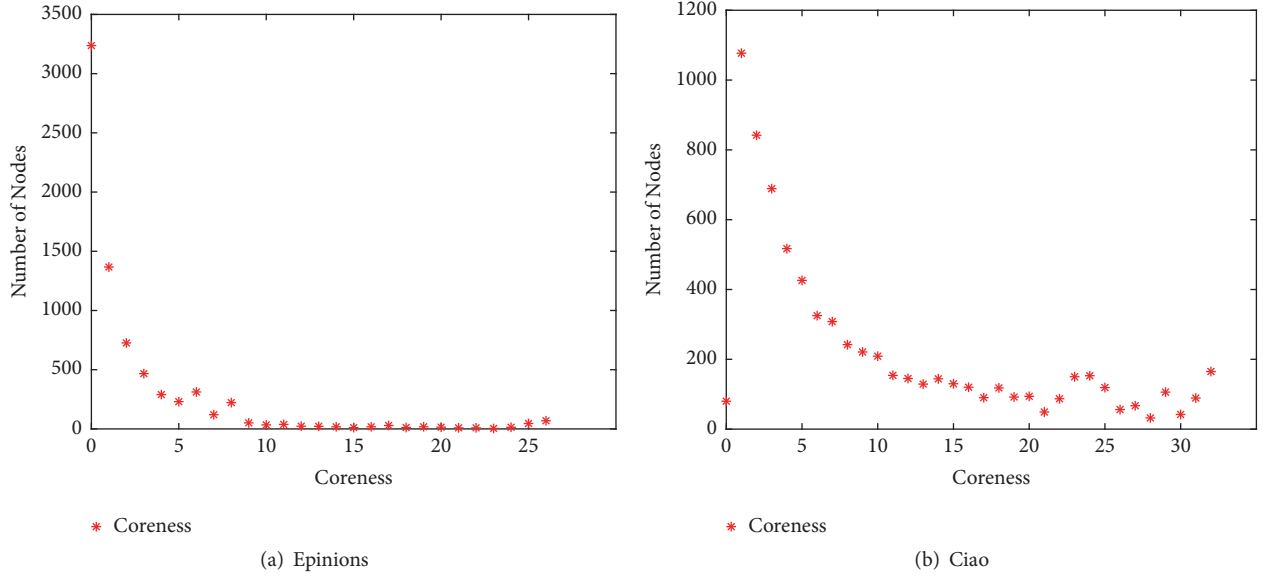 3500
3000
2500
2000
1500
1000
500
0
Number of Nodes
0 5 10 15 20 25
Coreness
Coreness
(a) Epinions
1200
1000
800
600
400
200
0
Number of Nodes
0 5 10 15 20 25 30
Coreness
Coreness
(b) Ciao